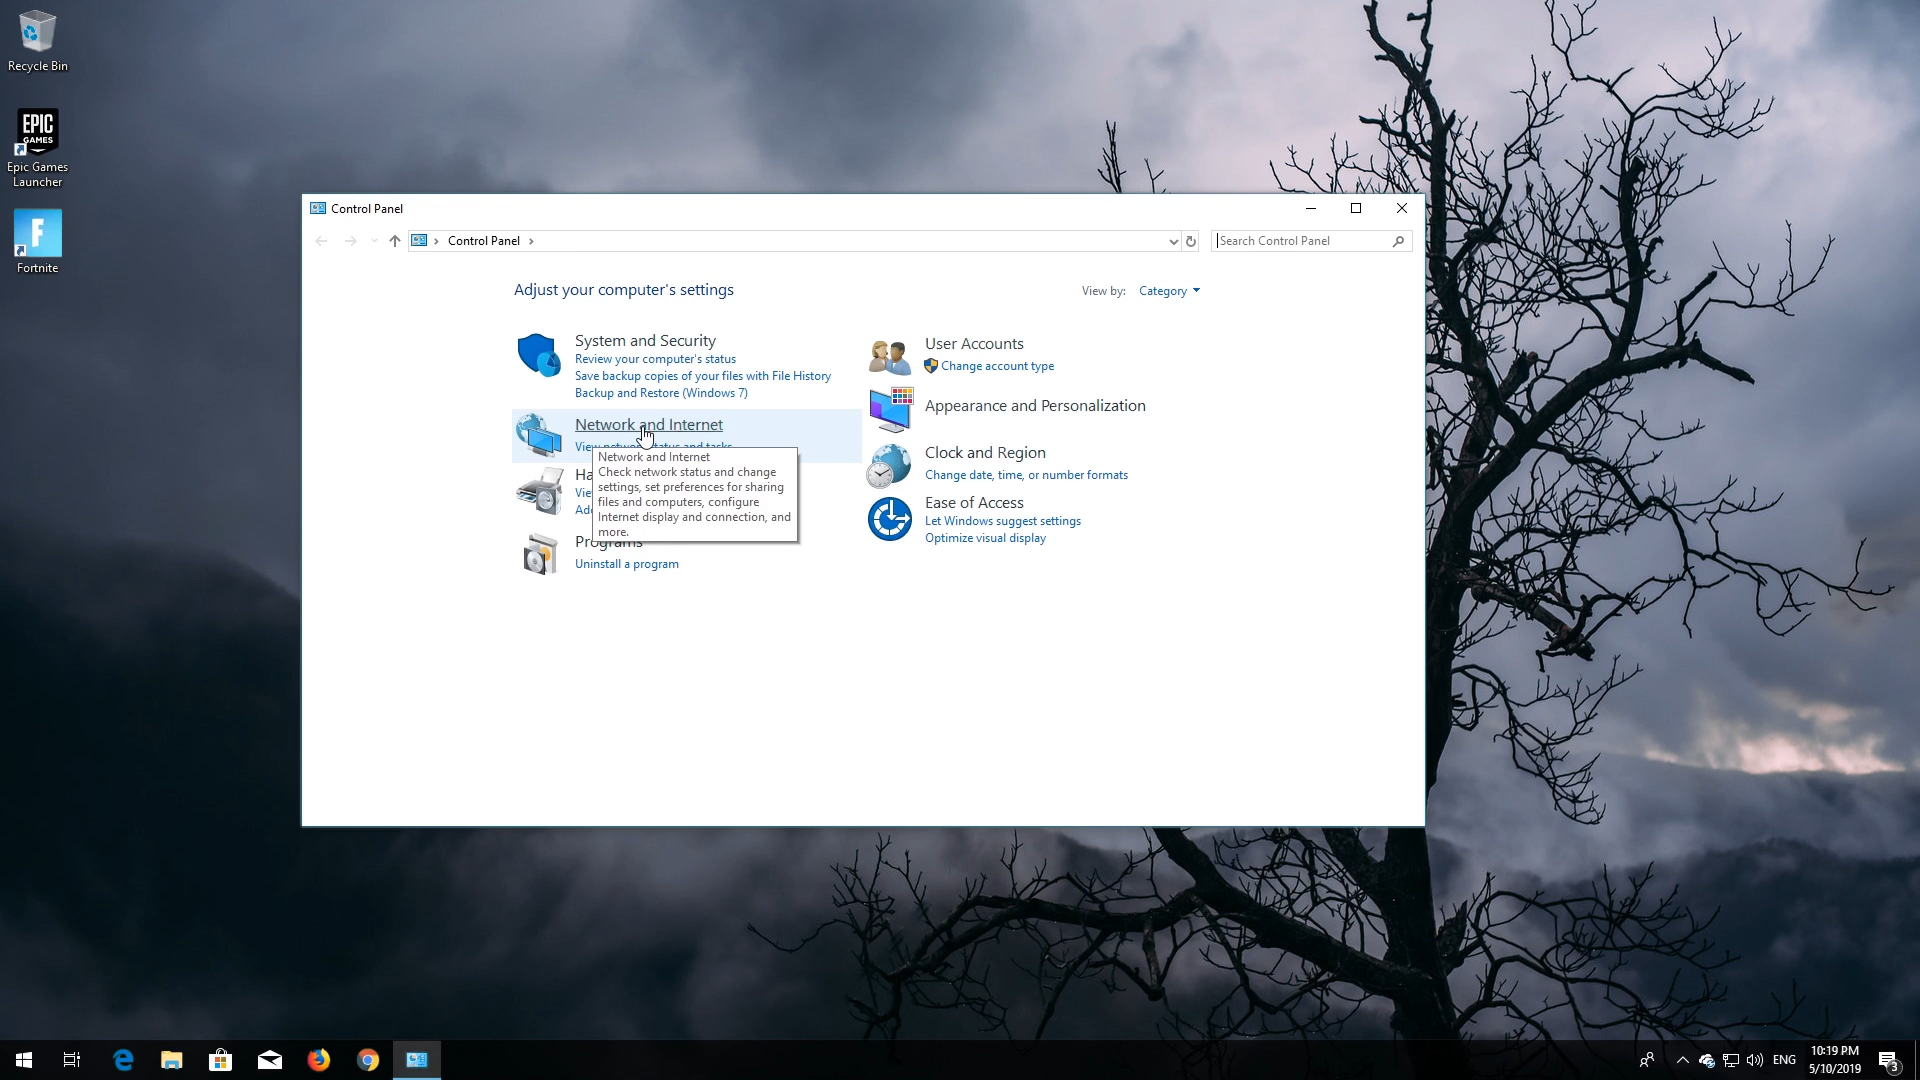 Recycle Bin
EPIC
GAMES
Epic Games
Launcher
F
Fortnite
Control Panel
Control Panel
Search Control Panel
Adjust your computer's settings
View by: Category
System and Security
Review your computer's status
Save backup copies of your files with File History
Backup and Restore (Windows 7)
Network and Internet
View network status and tasks
Network and Internet
Check network status and change
settings, set preferences for sharing
files and computers, configure
Internet display and connection, and
more.
Programs
Uninstall a program
User Accounts
Change account type
Appearance and Personalization
Clock and Region
Change date, time, or number formats
Ease of Access
Let Windows suggest settings
Optimize visual display
ENG
10:19 PM
5/10/2019
3